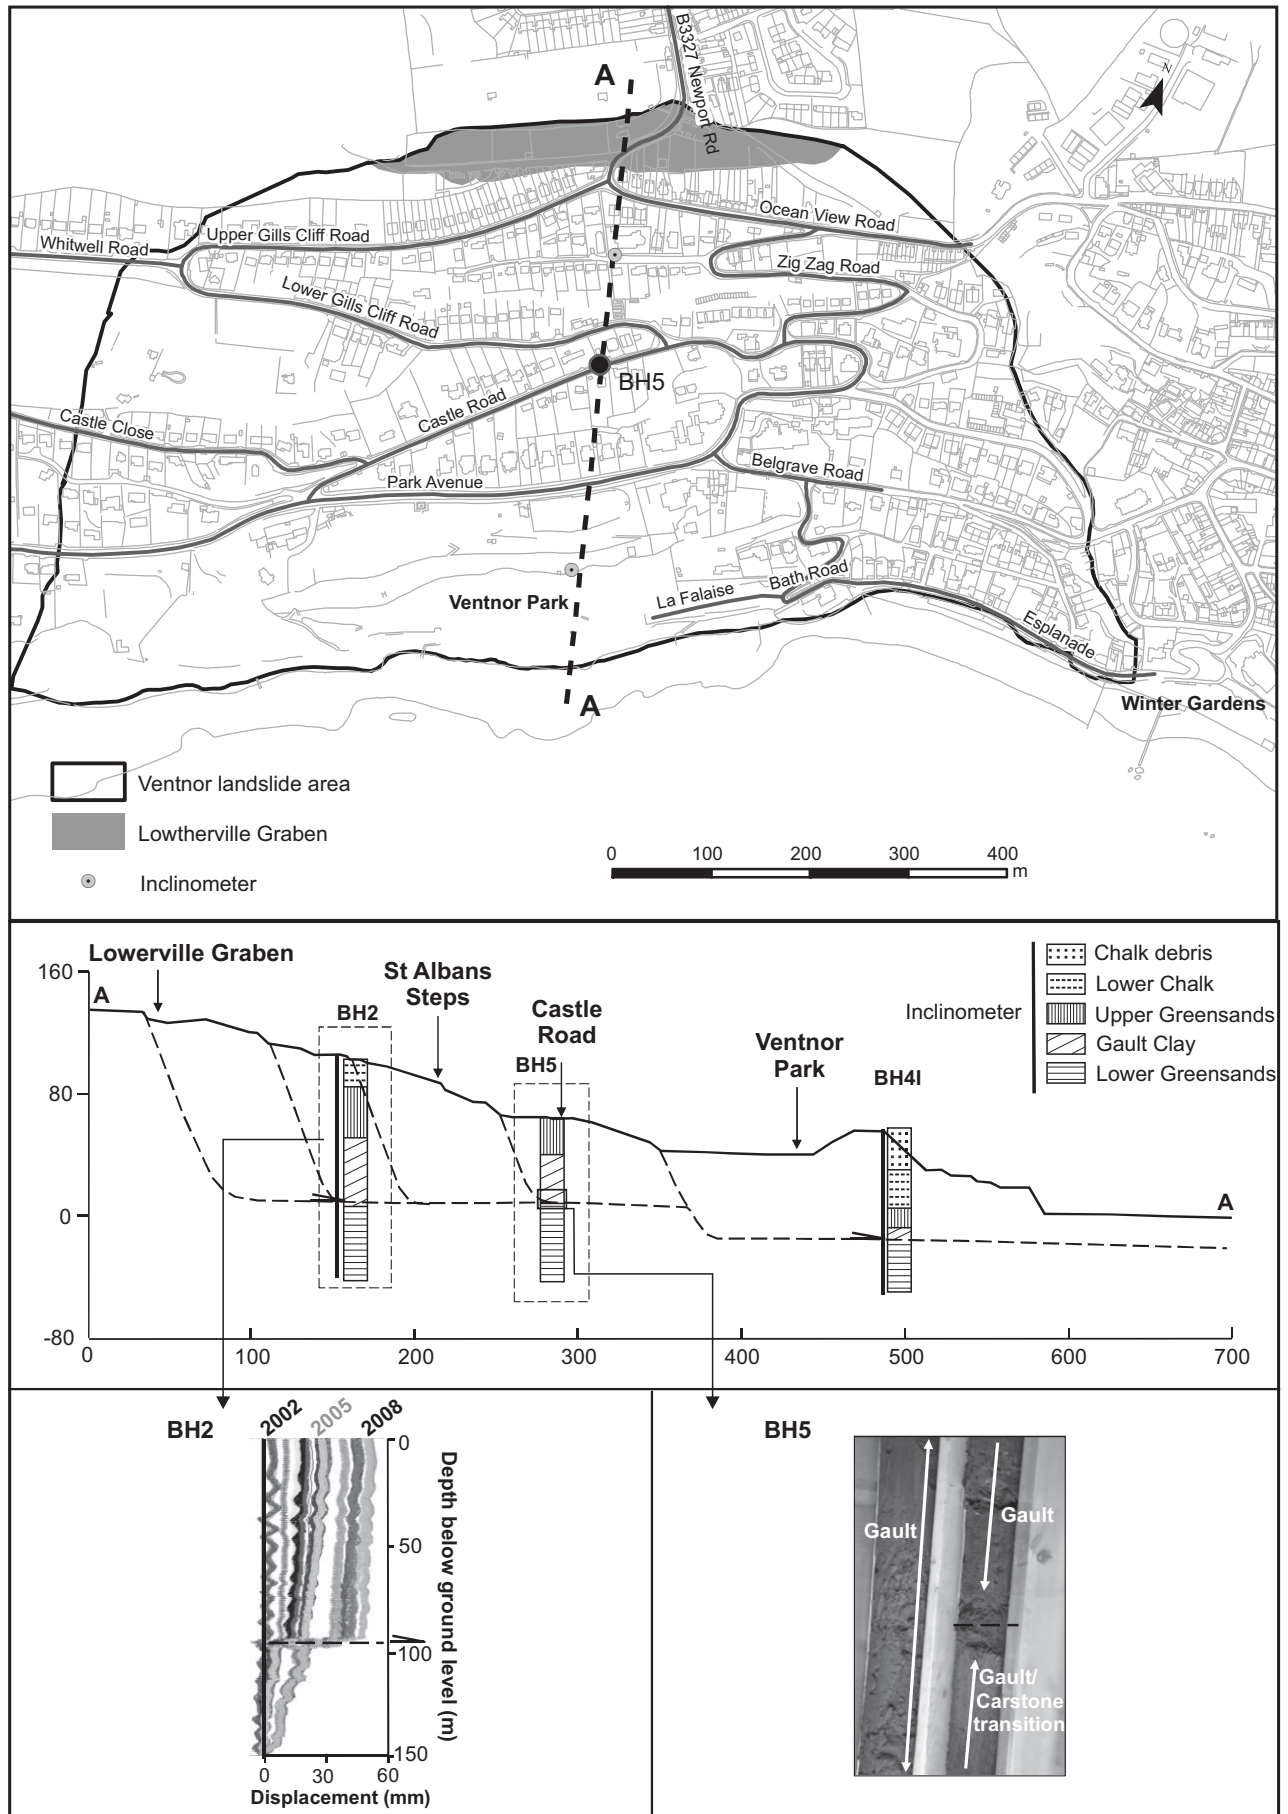 A
B3327 Newport Rd
N
Ocean View Road
Whitwell Road
Upper Gills Cliff Road
Zig Zag Road
Lower Gills Cliff Road
BH5
Castle Road
Castle Close
Park Avenue
Belgrave Road
Bath Road
La Falaise
Ventnor Park
Esplanade
A
Winter Gardens
Ventnor landslide area
Lowtherville Graben
Inclinometer
0 100 200 300 400
m
Lowerville Graben
160
A
St Albans
Steps
BH2
Castle
Road
BH5
Ventnor
Park
BH4I
Inclinometer
Chalk debris
Lower Chalk
Upper Greensands
Gault Clay
Lower Greensands
80
0
A
-80
0 100 200 300 400 500 600 700
BH2
2002 2005 2008
0
50
100
150
Depth below ground level (m)
0 30 60
Displacement (mm)
BH5
Gault
Gault
Gault/
Carstone
transition